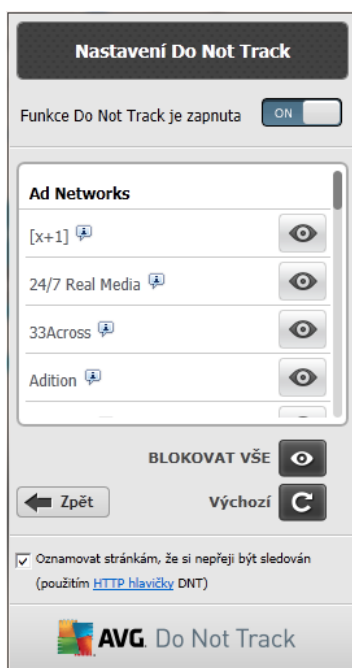 Nastavení Do Not Track
Funkce Do Not Track je zapnuta ON
Ad Networks
[x+1]
24/7 Real Media
33Across
Adition
BLOKOVAT VŠE
Zpět
Výchozí
Oznamovat stránkám, že si nepřeji být sledován
(použitím HTTP hlavičky DNT)
AVG. Do Not Track